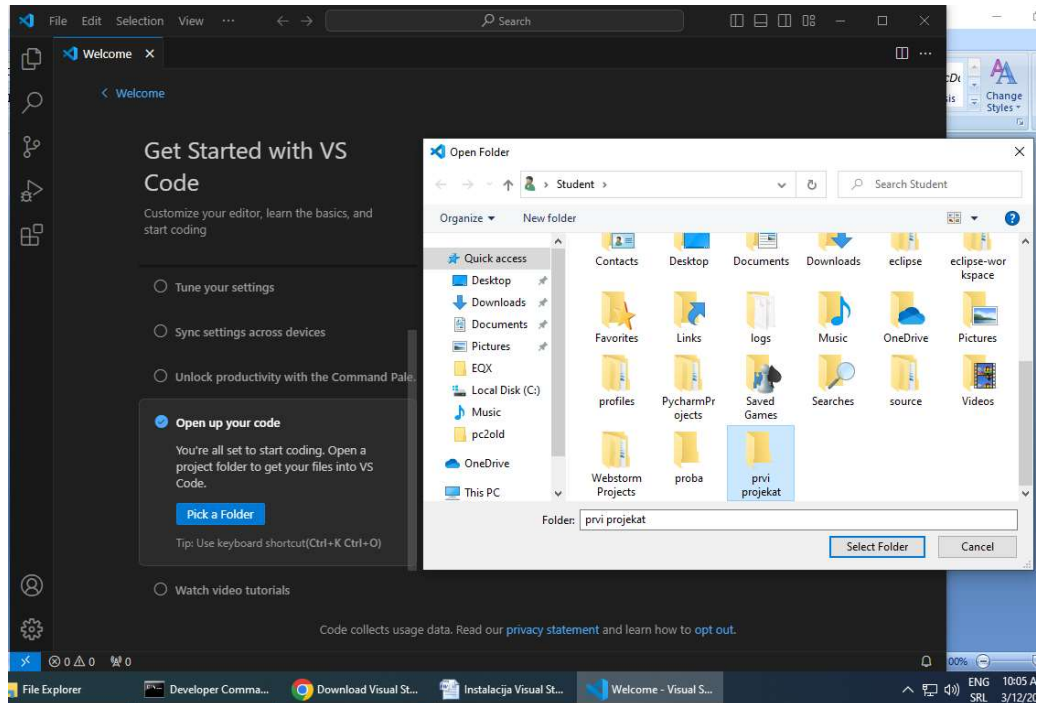 File Edit Selection View ··· Search
Welcome
Welcome
Get Started with VS
Code
Customize your editor, learn the basics, and
start coding
Tune your settings
Sync settings across devices
Unlock productivity with the Command Pale
Open up your code
You're all set to start coding. Open a
project folder to get your files into VS
Code.
Pick a Folder
Tip: Use keyboard shortcut(Ctrl+K Ctrl+O)
Watch video tutorials
Code collects usage data. Read our privacy statement and learn how to opt out.
0 0 0
Open Folder
Student
Search Student
Organize New folder
Quick access
Desktop
Downloads
Documents
Pictures
EQX
Local Disk (C:)
Music
pc2old
OneDrive
This PC
Contacts Desktop Documents Downloads eclipse eclipse-wor
kspace
Favorites Links logs Music OneDrive Pictures
profiles PycharmPr Saved Searches source Videos
ojects Games
Webstorm proba prvi
Projects projekat
Folder: prvi projekat
Select Folder Cancel
Change
Styles
00%
File Explorer Developer Comma... Download Visual St... Instalacija Visual St... Welcome - Visual S...
ENG 10:05 A
SRL 3/12/20